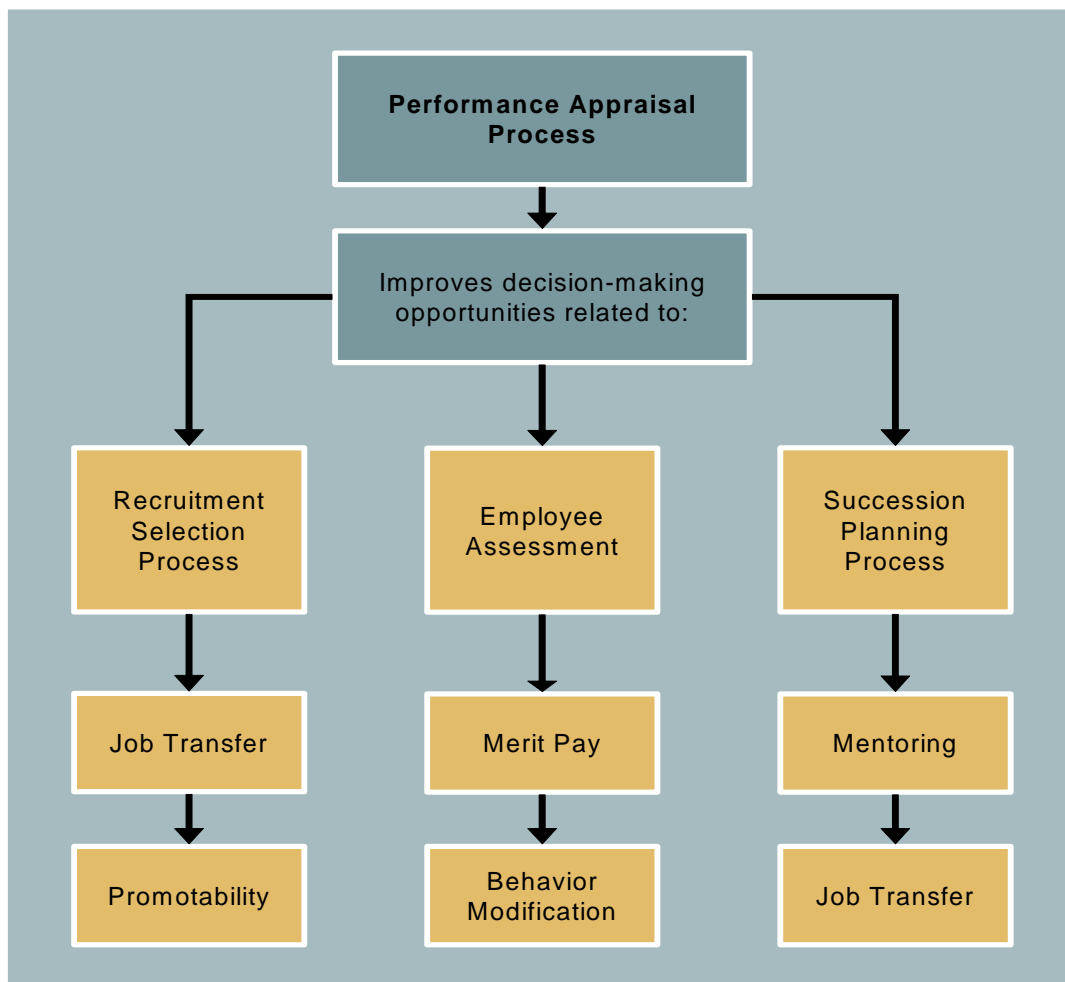 Performance Appraisal
Process
Improves decision-making
opportunities related to:
Recruitment
Selection
Process
Employee
Assessment
Succession
Planning
Process
Job Transfer
Merit Pay
Mentoring
Promotability
Behavior
Modification
Job Transfer